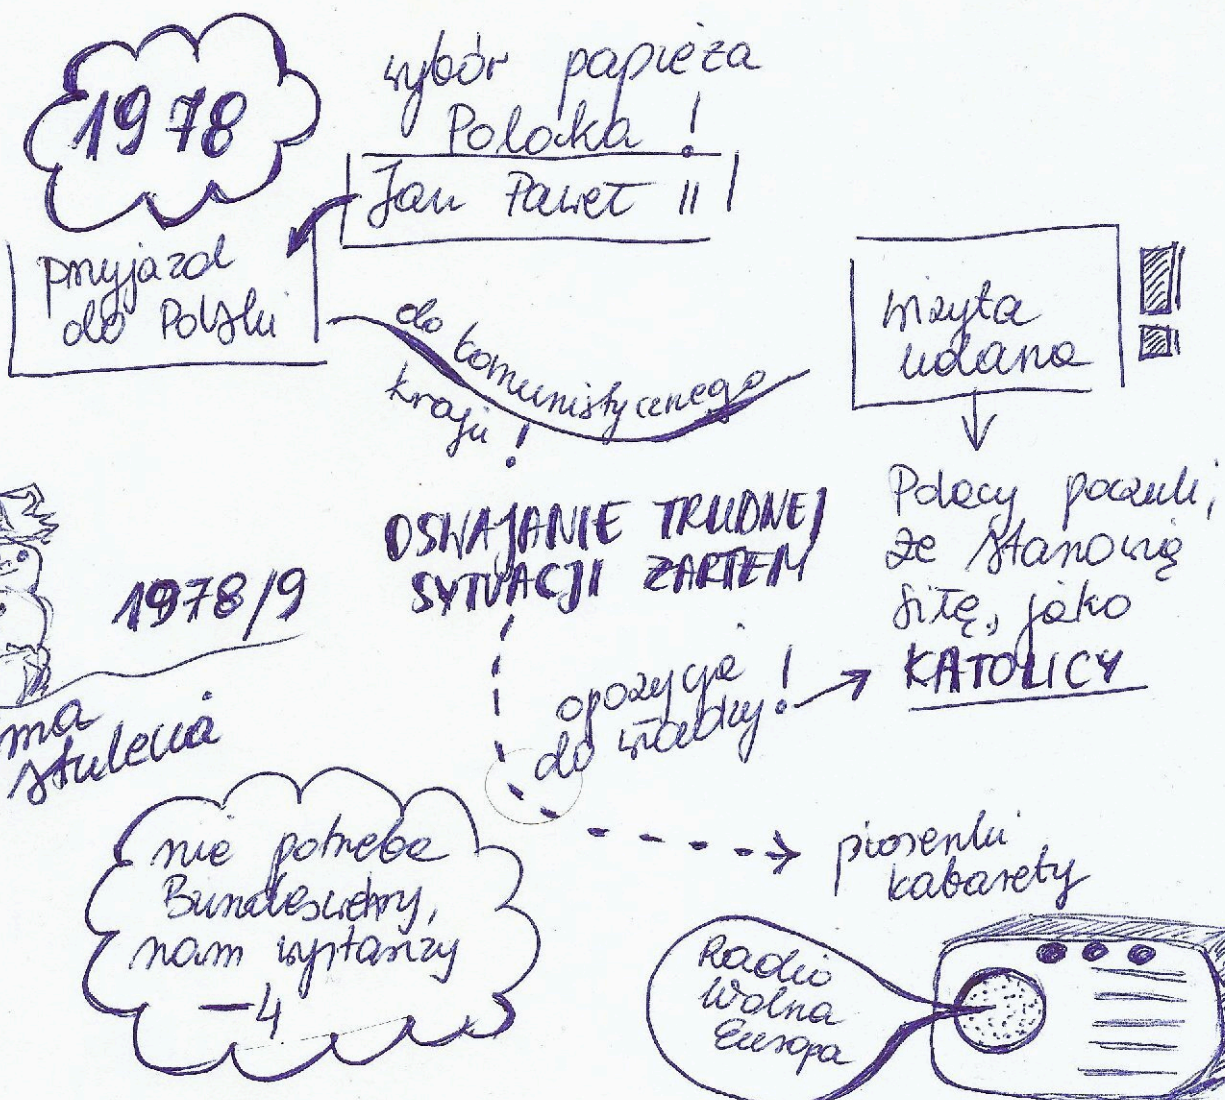 1978
wybór papieża
Polaka!
Jan Paweł II
przyjazd
do Polski
do komunistycznego
kraju!
wizyta
udana
!
Polacy poczuli,
że stanowią
siłę, jako
KATOLICY
OSWAJANIE TRUDNEJ
SYTUACJI ŻARTEM
1978/9
ma
stulecia
opozycja
do władzy!
piosenki
kabarety
nie potrzeba
Bundeswehry,
nam wystarczy
-4
Radio
Wolna
Europa